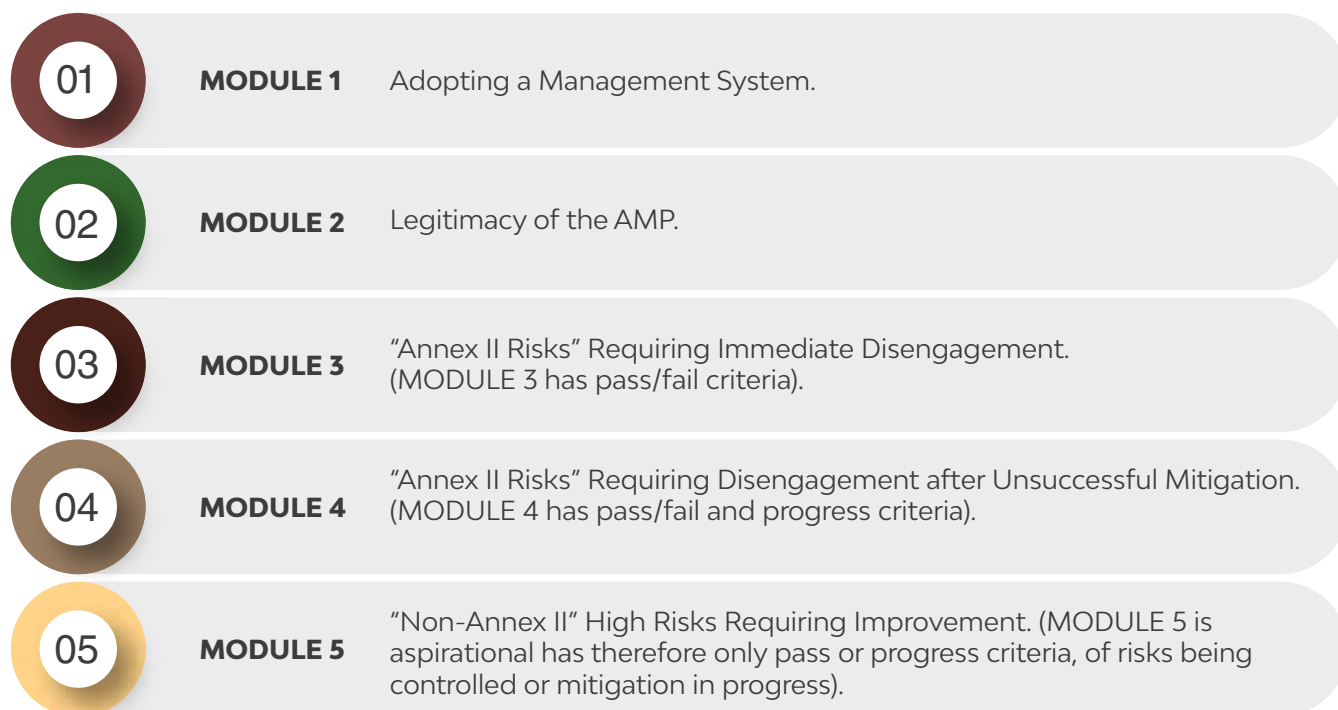 01
MODULE 1
Adopting a Management System.
02
MODULE 2
Legitimacy of the AMP.
03
MODULE 3
“Annex II Risks” Requiring Immediate Disengagement.
(MODULE 3 has pass/fail criteria).
04
MODULE 4
“Annex II Risks” Requiring Disengagement after Unsuccessful Mitigation.
(MODULE 4 has pass/fail and progress criteria).
05
MODULE 5
“Non-Annex II” High Risks Requiring Improvement. (MODULE 5 is
aspirational has therefore only pass or progress criteria, of risks being
controlled or mitigation in progress).